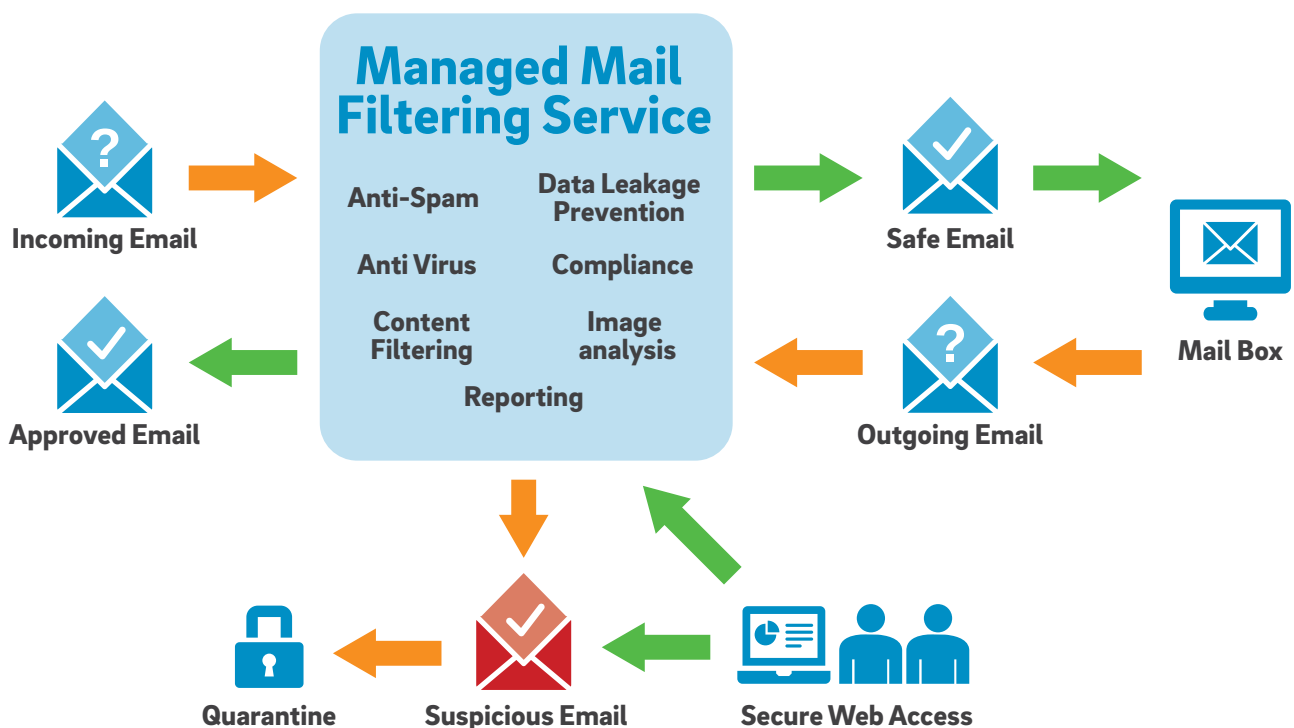 Managed Mail
Filtering Service
?
Incoming Email
Anti-Spam
Data Leakage
Prevention
Anti Virus
Compliance
Content
Filtering
Image
analysis
Reporting
Safe Email
Mail Box
Approved Email
?
Outgoing Email
Quarantine
Suspicious Email
Secure Web Access